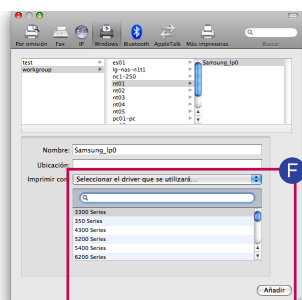 Por omisión Fax IP Windows Bluetooth AppleTalk Más impresoras Buscar
test
workgroup
es01
lg-nas-n1t1
nc1-250
nt01
nt02
nt03
nt04
nt05
pc01-pc
Samsung_lp0
Nombre: Samsung_lp0
Ubicación:
Imprimir con: Seleccionar el driver que se utilizará...
F
3300 Series
350 Series
4300 Series
5200 Series
5400 Series
6200 Series
Añadir